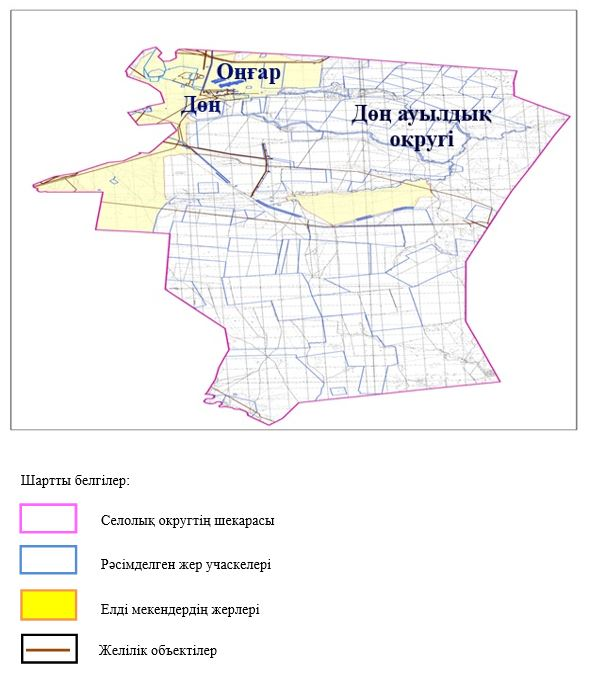 Оңғар
Дөң
Дөң ауылдық
округі
Шартты белгілер:
Селолық округтің шекарасы
Рәсімделген жер учаскелері
Елді мекендердің жерлері
Желілік объектілер